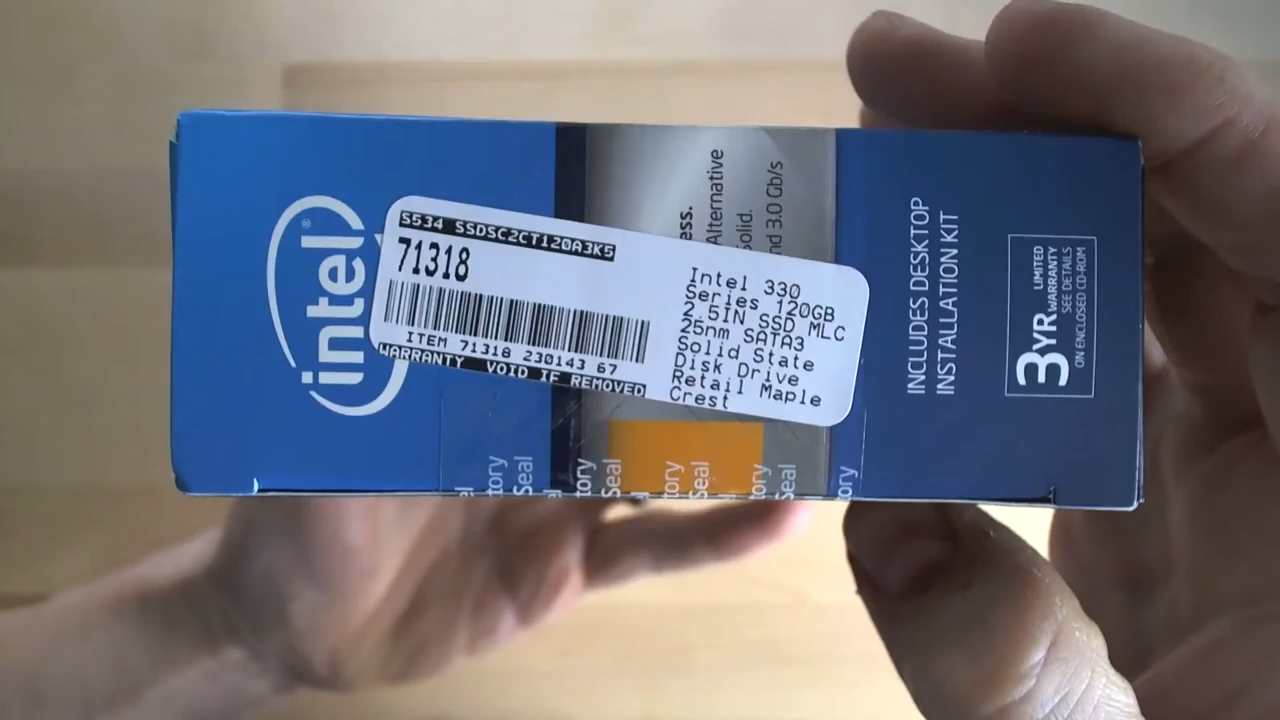 intel®
S534 SSDSC2CT120A3K5
71318
ITEM 71318 230143 67
WARRANTY VOID IF REMOVED
Intel 330
Series 120GB
2.5IN SSD MLC
25nm SATA3
Solid State
Disk Drive
Retail Maple
Crest
Alternative
3.0 Gb/s
Seal
Seal
Seal
Seal
INCLUDES DESKTOP
INSTALLATION KIT
3YR. LIMITED
WARRANTY
SEE DETAILS
ON ENCLOSED CD-ROM